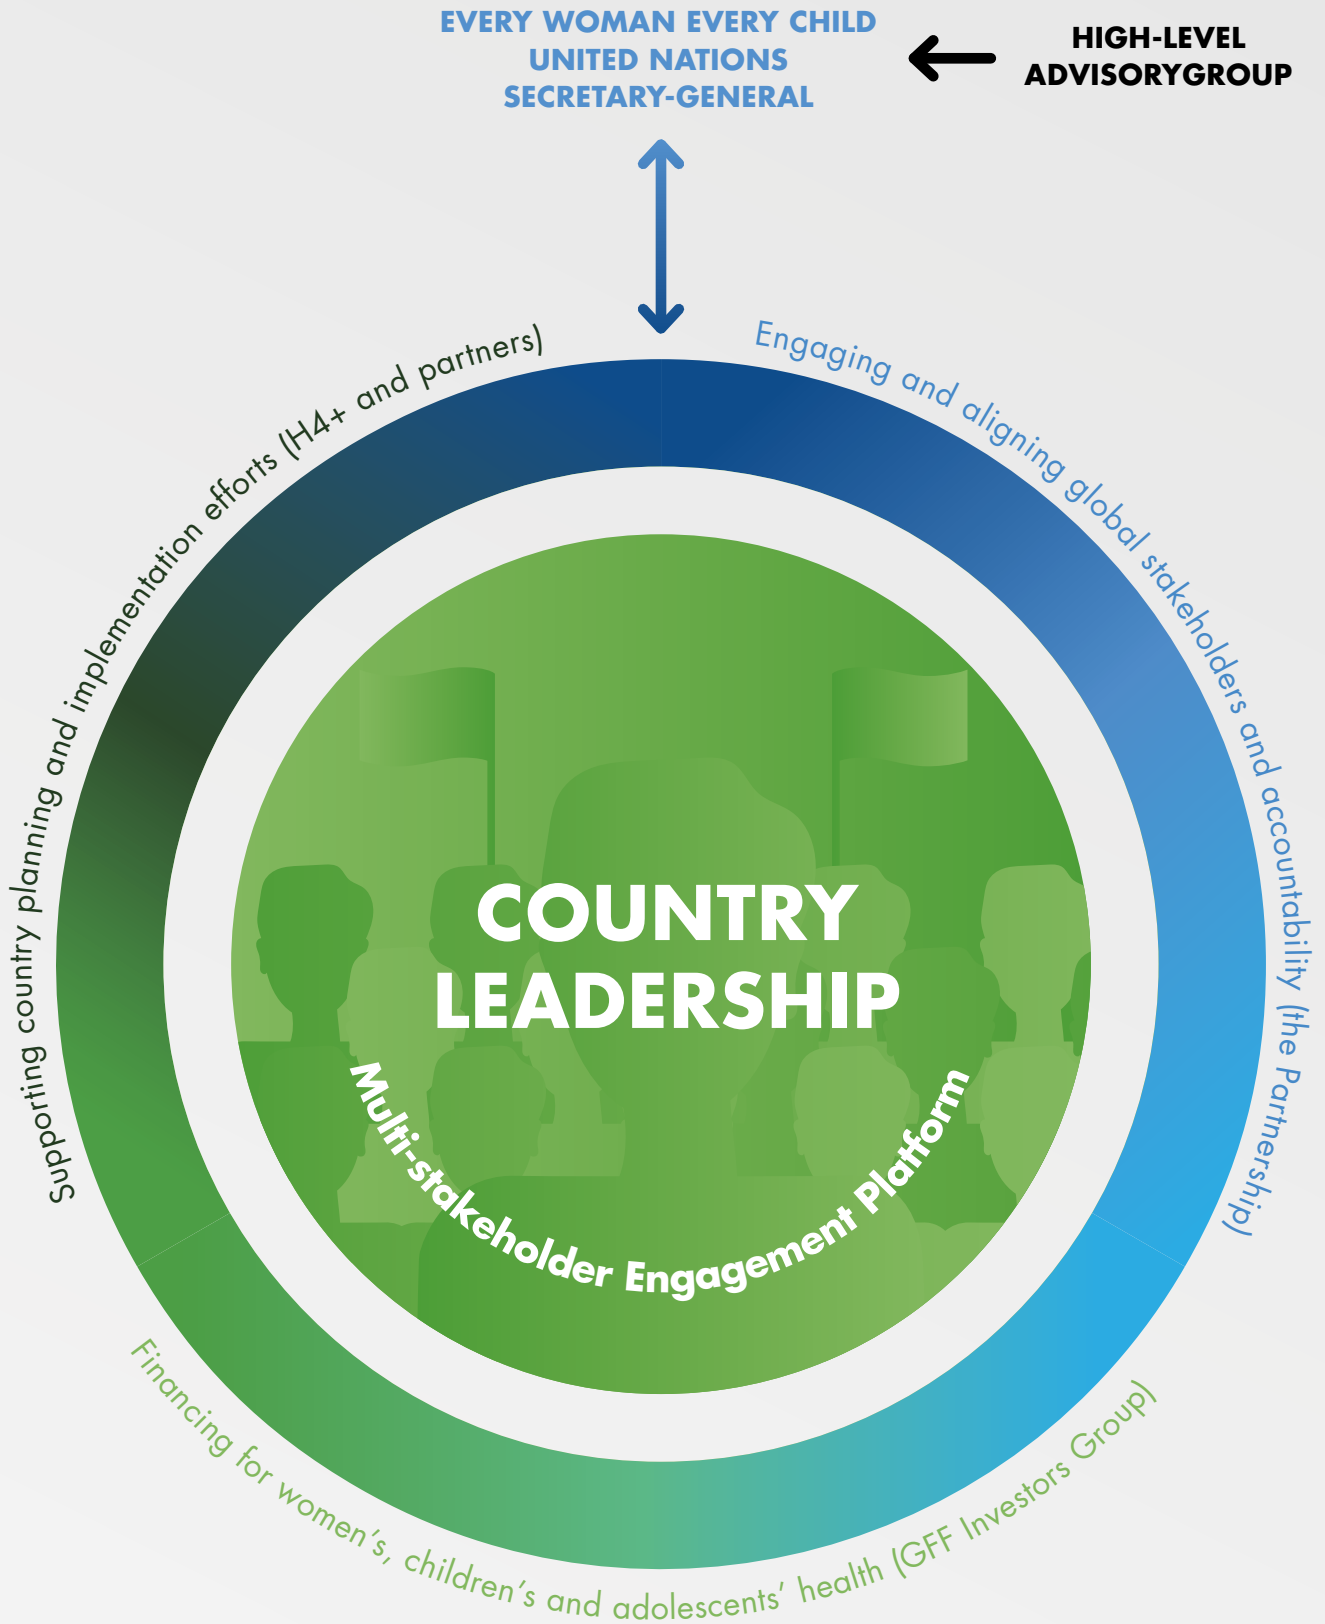 EVERY WOMAN EVERY CHILD
UNITED NATIONS
SECRETARY-GENERAL
HIGH-LEVEL
ADVISORYGROUP
Supporting country planning and implementation efforts (H4+ and partners)
Engaging and aligning global stakeholders and accountability (the Partnership)
COUNTRY
LEADERSHIP
Multi-stakeholder Engagement Platform
Financing for women's, children's and adolescents' health (GFF Investors Group)